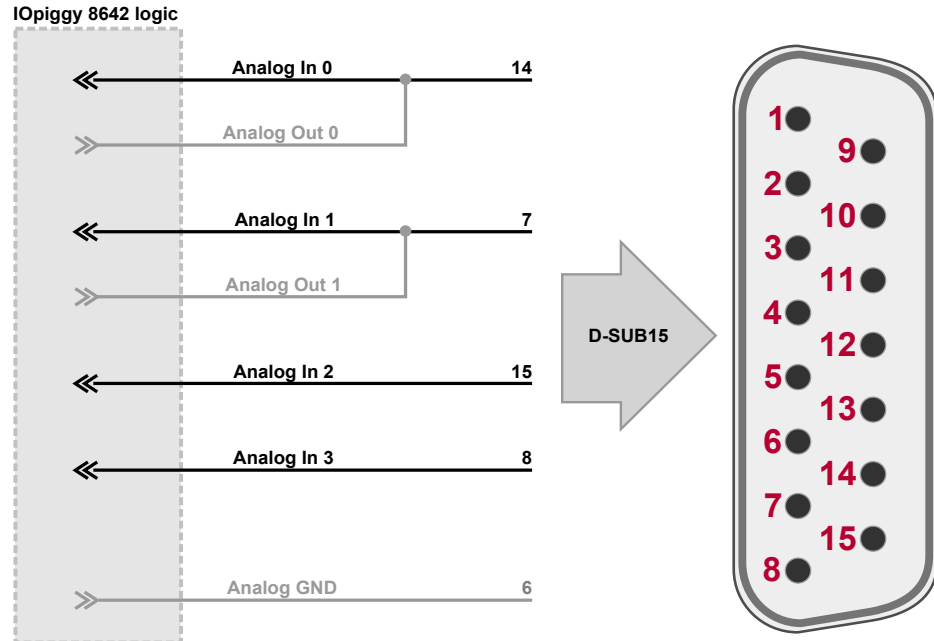 IOpiggy 8642 logic
Analog In 0 14
Analog Out 0
Analog In 1 7
Analog Out 1
Analog In 2 15
Analog In 3 8
Analog GND 6
D-SUB15
1
9
2
10
3
11
4
12
5
13
6
14
7
15
8